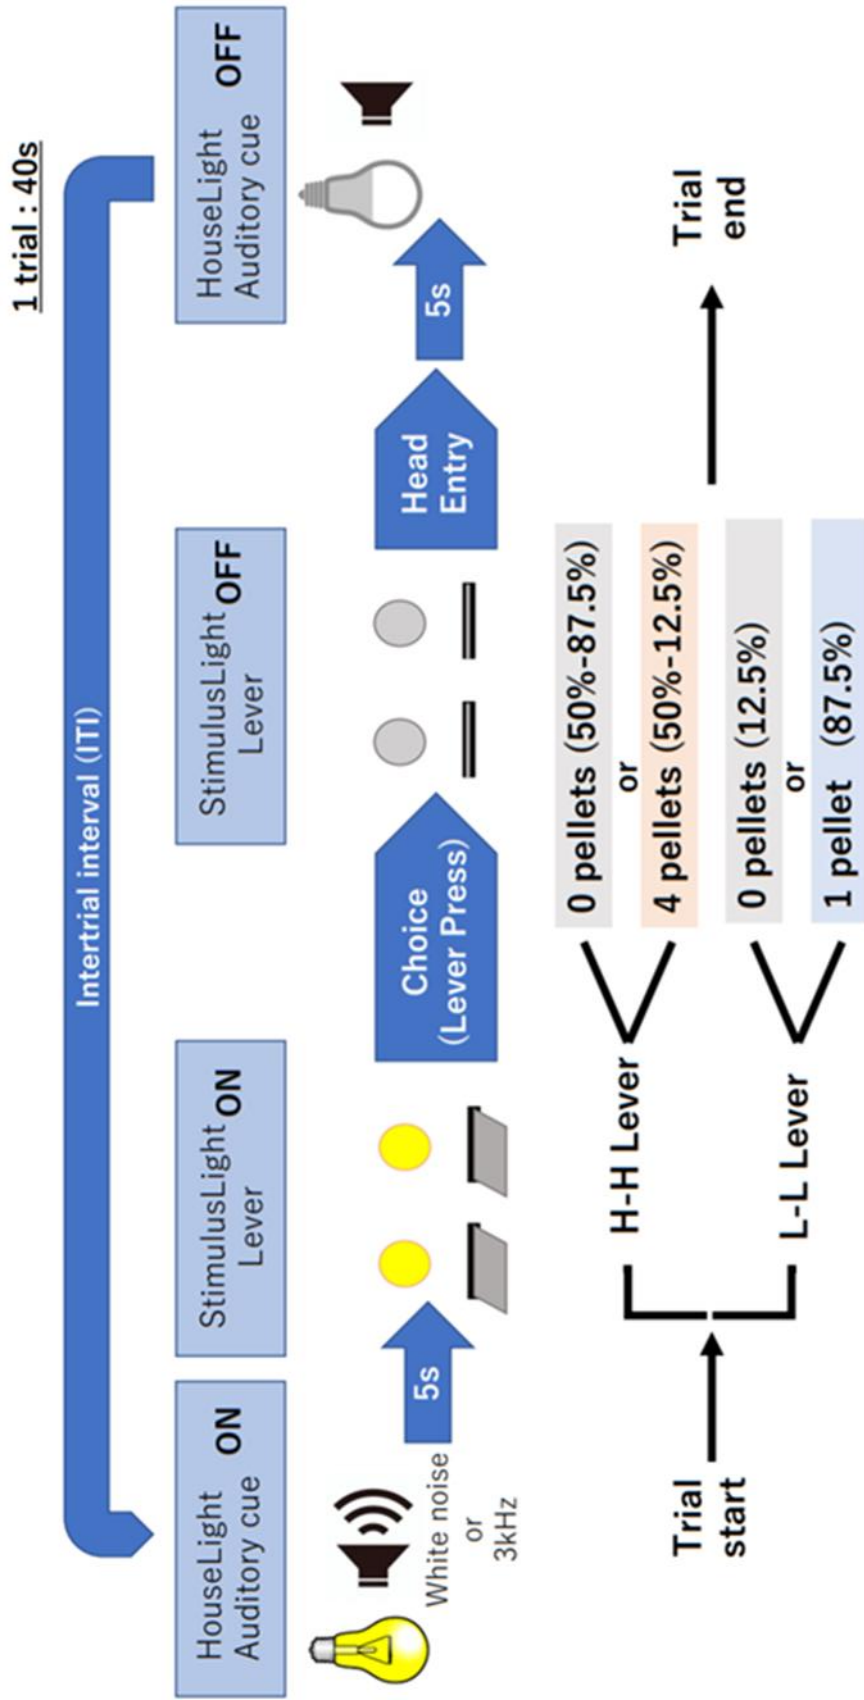 1 trial : 40s
Intertrial interval (ITI)
HouseLight
Auditory cue
ON
StimulusLight
Lever
ON
StimulusLight
Lever
OFF
HouseLight
Auditory cue
OFF
White noise
or
3kHz
5s
Choice
(Lever Press)
Head
Entry
5s
Trial
start
H-H Lever
L-L Lever
0 pellets (50%-87.5%)
or
4 pellets (50%-12.5%)
0 pellets (12.5%)
or
1 pellet (87.5%)
Trial
end